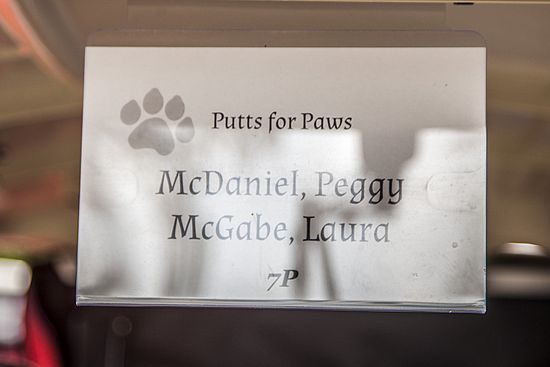 Putts for Paws
McDaniel, Peggy
McGabe, Laura
7P